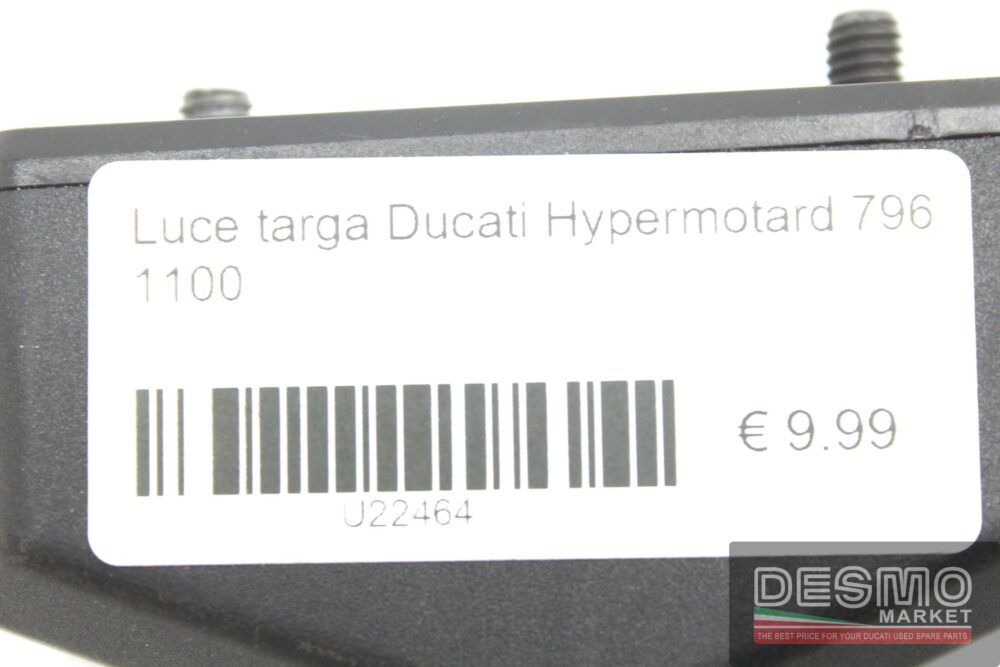 Luce targa Ducati Hypermotard 796
1100
€ 9.99
U22464
DESMO
MARKET
THE BEST PRICE FOR YOUR DUCATI USED SPARE PARTS